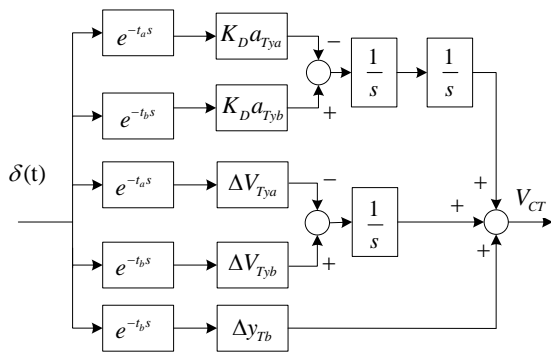 e^{-t_a s} K_D a_{Tya} −
1/s 1/s
e^{-t_b s} K_D a_{Tyb} +
δ(t)
e^{-t_a s} ΔV_{Tya} − +
1/s + V_{CT}
e^{-t_b s} ΔV_{Tyb} + +
e^{-t_b s} Δy_{Tb}